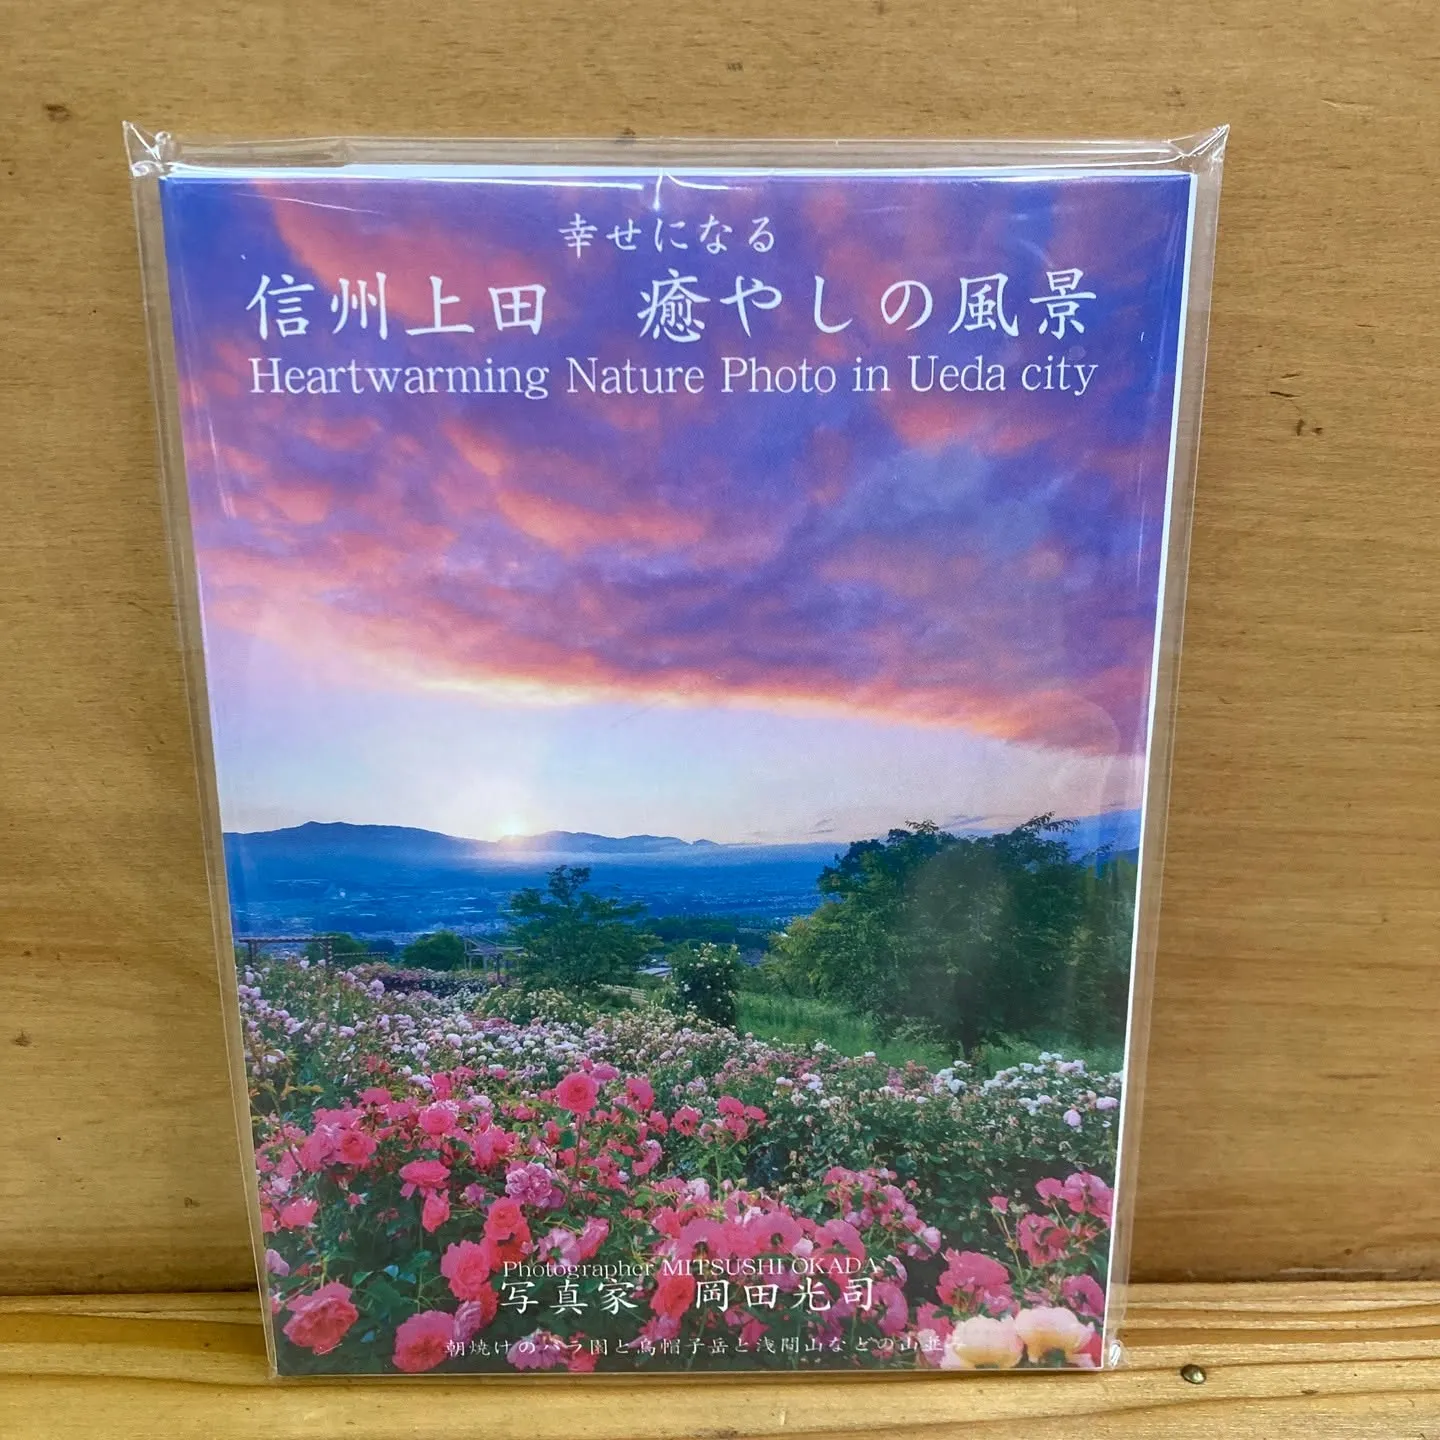 幸せになる
信州上田 癒やしの風景
Heartwarming Nature Photo in Ueda city
Photographer MITSUSHI OKADA
写真家 岡田光司
朝焼けのバラ園と烏帽子岳と浅間山などの山並み